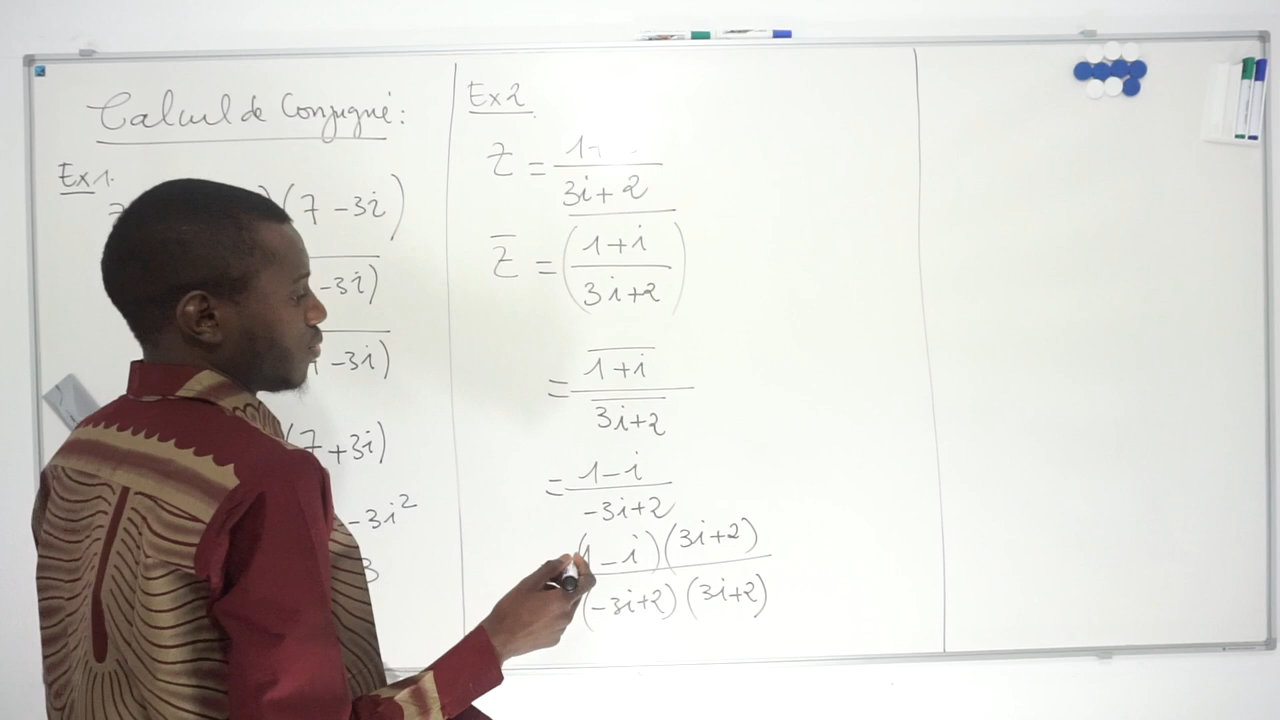 Calcul de Conjugué :
Ex1.
(7 - 3i)
- 3i)
- 3i)
(7 + 3i)
- 3i²
3
Ex2.
Z = 1- / 3i + 2
Z̅ = (1 + i / 3i + 2)
= 1 + i / 3i + 2
= 1 - i / -3i + 2
(1 - i)(3i + 2) / (-3i + 2)(3i + 2)